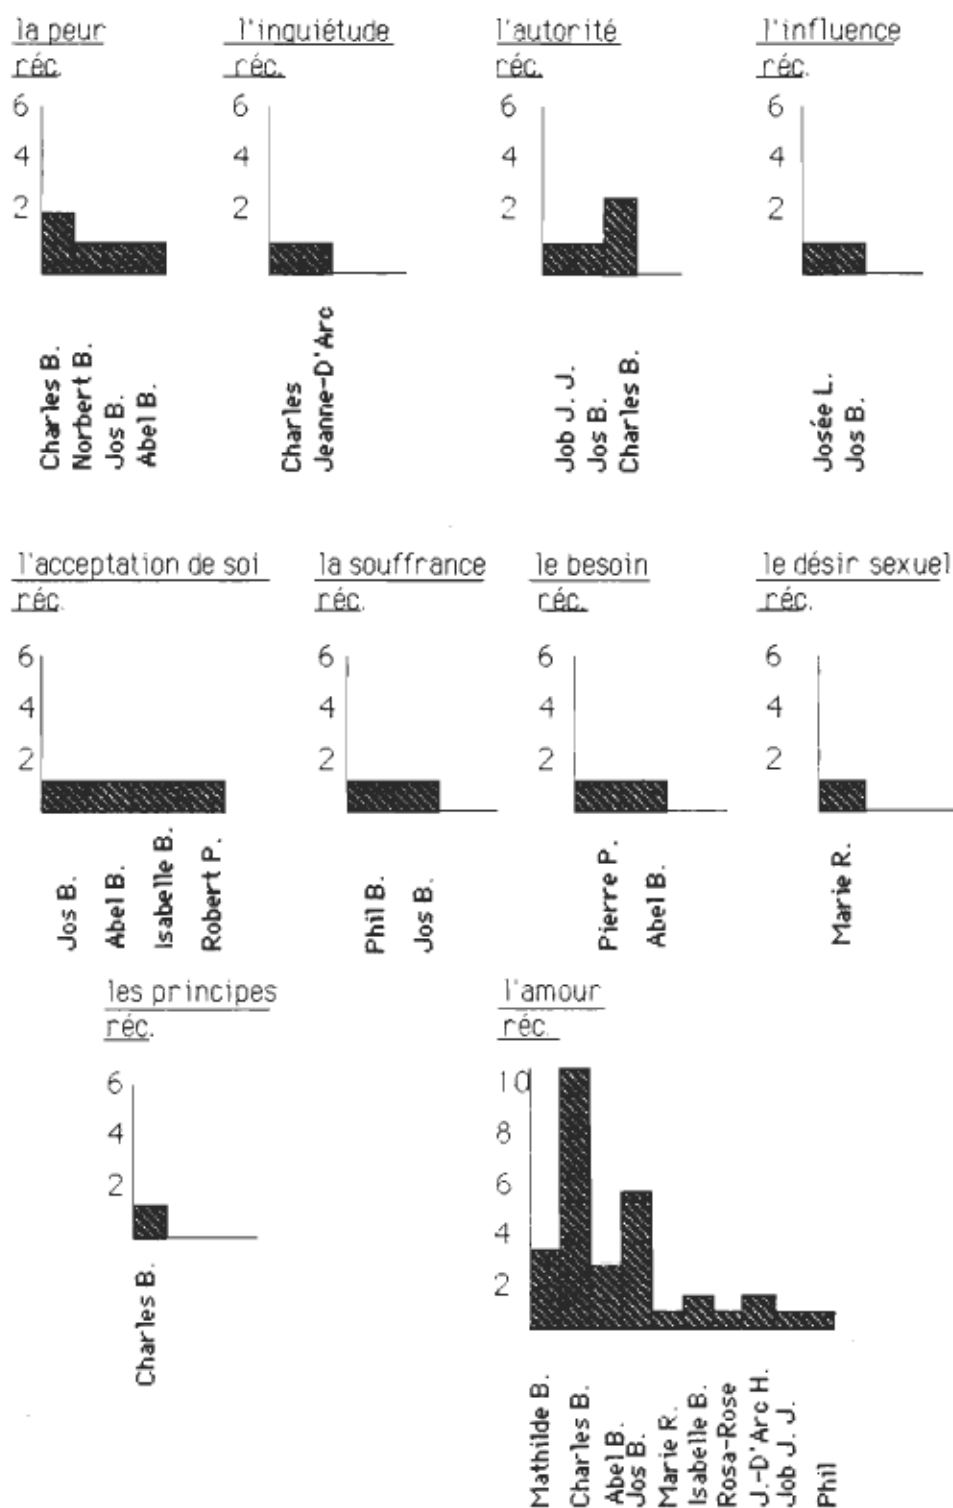 la peur
réc.
6
4
2
Charles B.
Norbert B.
Jos B.
Abel B.
l'inquiétude
réc.
6
4
2
Charles
Jeanne-D'Arc
l'autorité
réc.
6
4
2
Job J. J.
Jos B.
Charles B.
l'influence
réc.
6
4
2
Josée L.
Jos B.
l'acceptation de soi
réc.
6
4
2
Jos B.
Abel B.
Isabelle B.
Robert P.
la souffrance
réc.
6
4
2
Phil B.
Jos B.
le besoin
réc.
6
4
2
Pierre P.
Abel B.
le désir sexuel
réc.
6
4
2
Marie R.
les principes
réc.
6
4
2
Charles B.
l'amour
réc.
10
8
6
4
2
Mathilde B.
Charles B.
Abel B.
Jos B.
Marie R.
Isabelle B.
Rosa-Rose
J.-D'Arc H.
Job J. J.
Phil